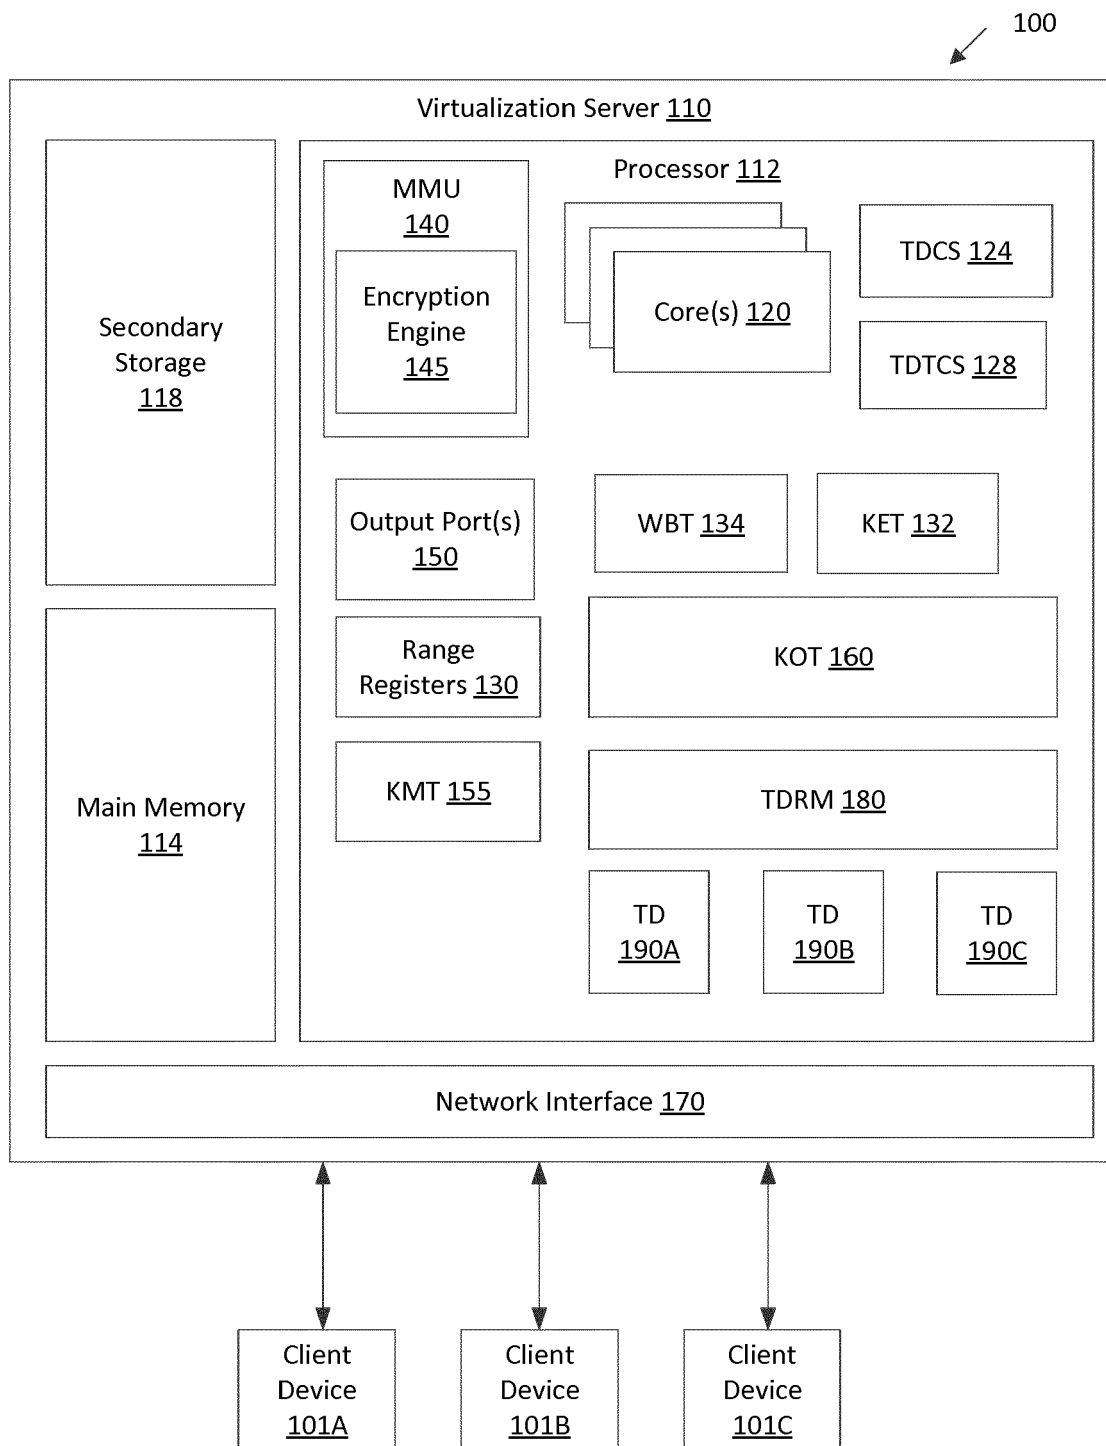 100
Virtualization Server 110
Secondary
Storage
118
Main Memory
114
Processor 112
MMU
140
Encryption
Engine
145
Core(s) 120
TDCS 124
TDTCS 128
Output Port(s)
150
WBT 134
KET 132
Range
Registers 130
KOT 160
KMT 155
TDRM 180
TD
190A
TD
190B
TD
190C
Network Interface 170
Client
Device
101A
Client
Device
101B
Client
Device
101C